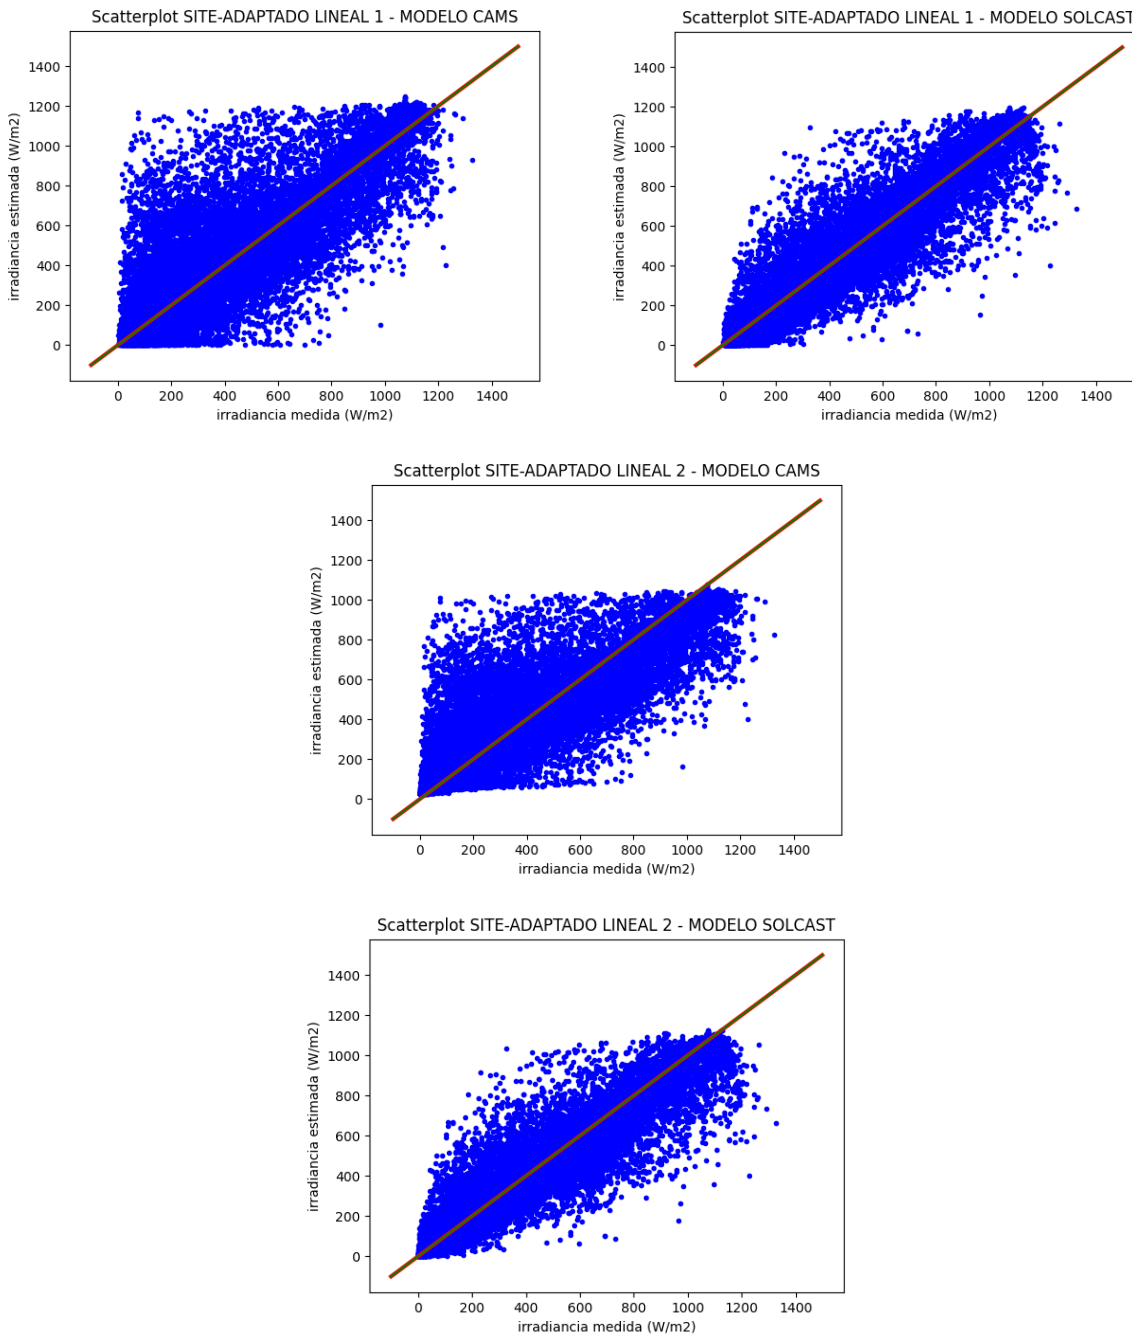 Scatterplot SITE-ADAPTADO LINEAL 1 - MODELO CAMS
1400
1200
1000
800
600
400
200
0
irradiancia estimada (W/m2)
0 200 400 600 800 1000 1200 1400
irradiancia medida (W/m2)
Scatterplot SITE-ADAPTADO LINEAL 1 - MODELO SOLCAST
1400
1200
1000
800
600
400
200
0
irradiancia estimada (W/m2)
0 200 400 600 800 1000 1200 1400
irradiancia medida (W/m2)
Scatterplot SITE-ADAPTADO LINEAL 2 - MODELO CAMS
1400
1200
1000
800
600
400
200
0
irradiancia estimada (W/m2)
0 200 400 600 800 1000 1200 1400
irradiancia medida (W/m2)
Scatterplot SITE-ADAPTADO LINEAL 2 - MODELO SOLCAST
1400
1200
1000
800
600
400
200
0
irradiancia estimada (W/m2)
0 200 400 600 800 1000 1200 1400
irradiancia medida (W/m2)